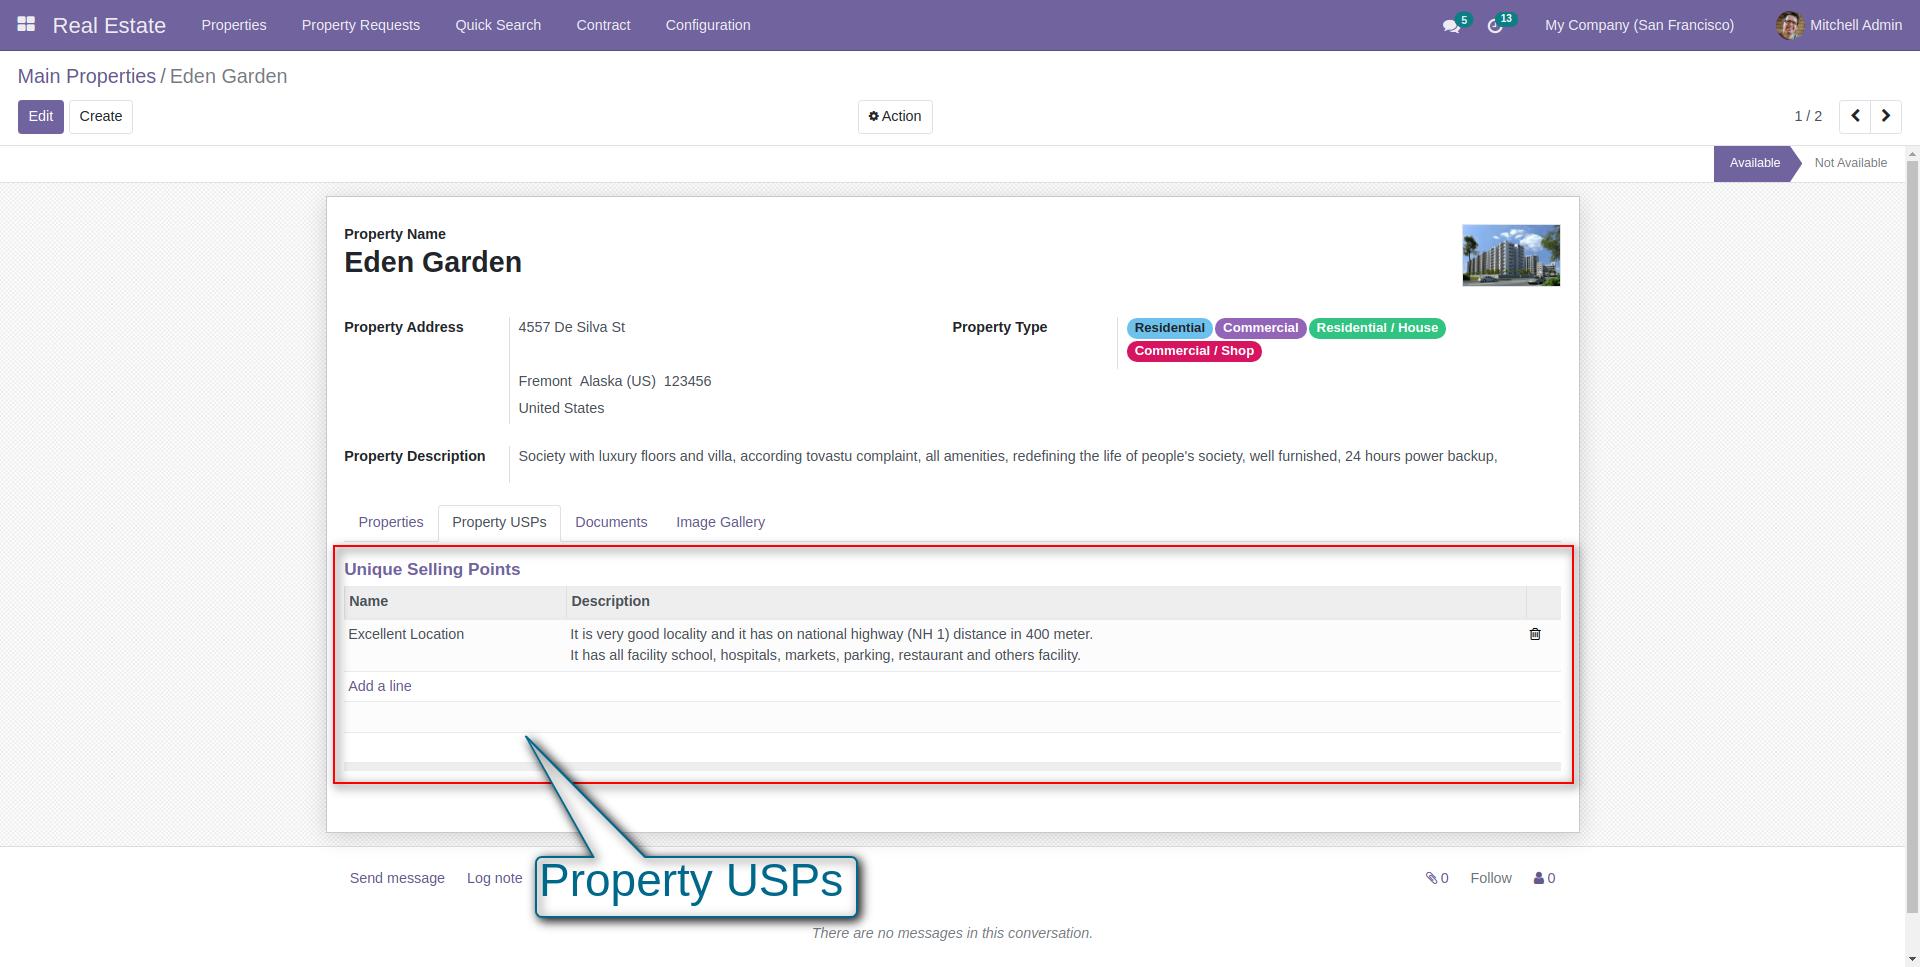 Real Estate Properties Property Requests Quick Search Contract Configuration 5 13 My Company (San Francisco) Mitchell Admin
Main Properties / Eden Garden
Edit Create Action 1 / 2
Available Not Available
Property Name
Eden Garden
Property Address 4557 De Silva St
Fremont Alaska (US) 123456
United States
Property Type Residential Commercial Residential / House
Commercial / Shop
Property Description Society with luxury floors and villa, according tovastu complaint, all amenities, redefining the life of people's society, well furnished, 24 hours power backup,
Properties Property USPs Documents Image Gallery
Unique Selling Points
Name Description
Excellent Location It is very good locality and it has on national highway (NH 1) distance in 400 meter.
It has all facility school, hospitals, markets, parking, restaurant and others facility.
Add a line
Send message Log note Property USPs 0 Follow 0
There are no messages in this conversation.